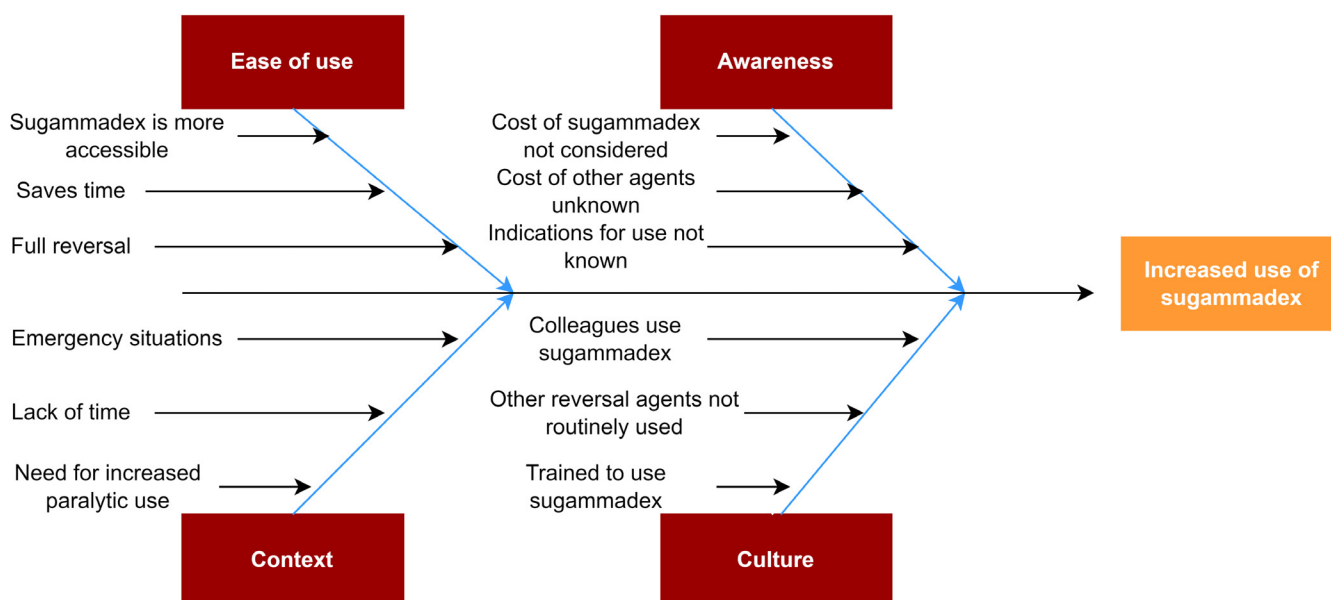 Ease of use
Awareness
Sugammadex is more
accessible
Saves time
Full reversal
Cost of sugammadex
not considered
Cost of other agents
unknown
Indications for use not
known
Increased use of
sugammadex
Emergency situations
Lack of time
Need for increased
paralytic use
Colleagues use
sugammadex
Other reversal agents not
routinely used
Trained to use
sugammadex
Context
Culture